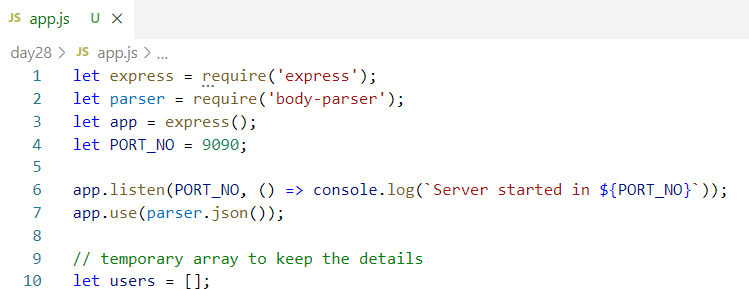 JS app.js U ×
day28 > JS app.js > ...
1 let express = require('express');
2 let parser = require('body-parser');
3 let app = express();
4 let PORT_NO = 9090;
5
6 app.listen(PORT_NO, () => console.log(`Server started in ${PORT_NO}`));
7 app.use(parser.json());
8
9 // temporary array to keep the details
10 let users = [];